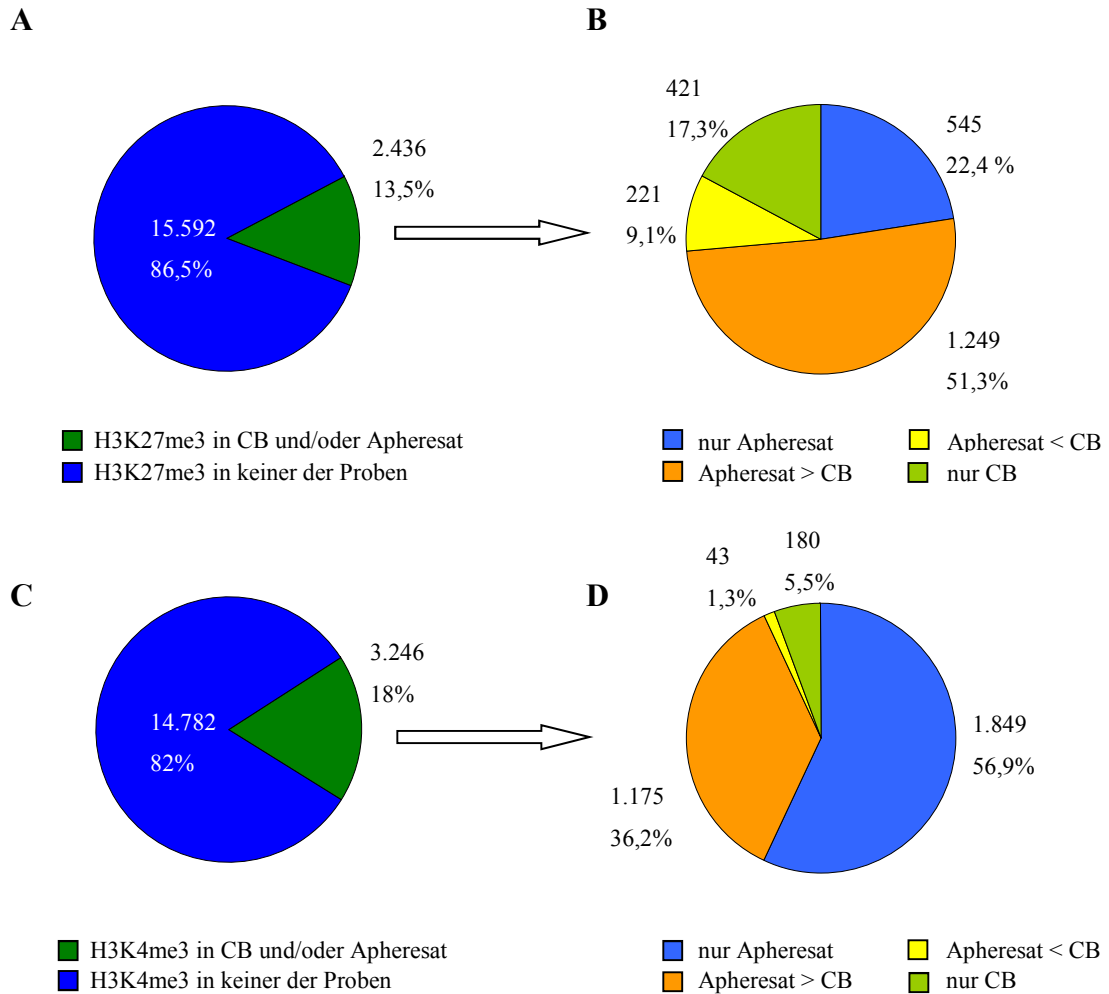 A
B
2.436
13,5%
15.592
86,5%
421
17,3%
545
22,4 %
221
9,1%
1.249
51,3%
H3K27me3 in CB und/oder Apheresat
H3K27me3 in keiner der Proben
nur Apheresat
Apheresat < CB
Apheresat > CB
nur CB
C
D
3.246
18%
14.782
82%
43
1,3%
180
5,5%
1.849
56,9%
1.175
36,2%
H3K4me3 in CB und/oder Apheresat
H3K4me3 in keiner der Proben
nur Apheresat
Apheresat < CB
Apheresat > CB
nur CB